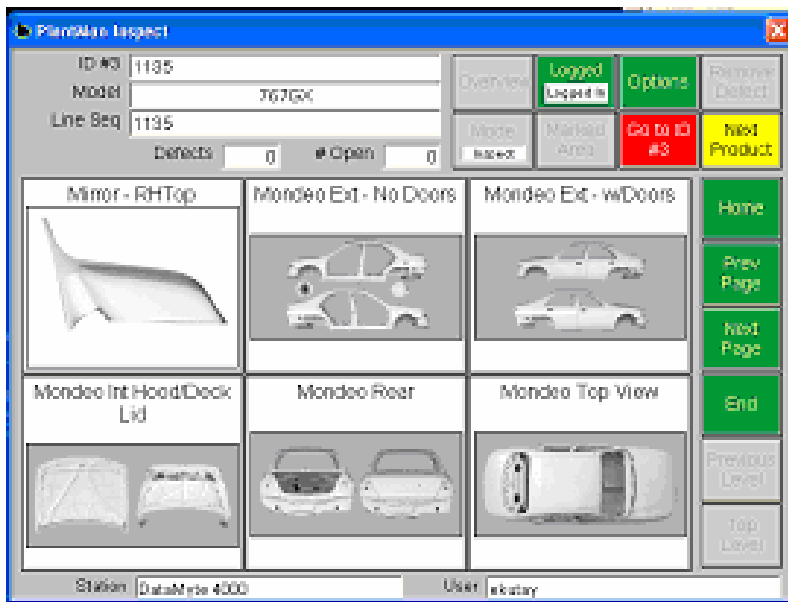 PlantMan Inspect
ID #3 1135
Model 767GX
Line Seq 1135
Defects 0 # Open 0
Overview
Logged
Logged In
Options
Remove
Defect
Mode
Inspect
Marked
Area
Go to ID
#3
Next
Product
Mirror - RHTop
Mondeo Ext - No Doors
Mondeo Ext - w/Doors
Home
Prev
Page
Next
Page
Mondeo Int Hood/Deck
Lid
Mondeo Rear
Mondeo Top View
End
Previous
Level
Top
Level
Station DataMyte 4000
User